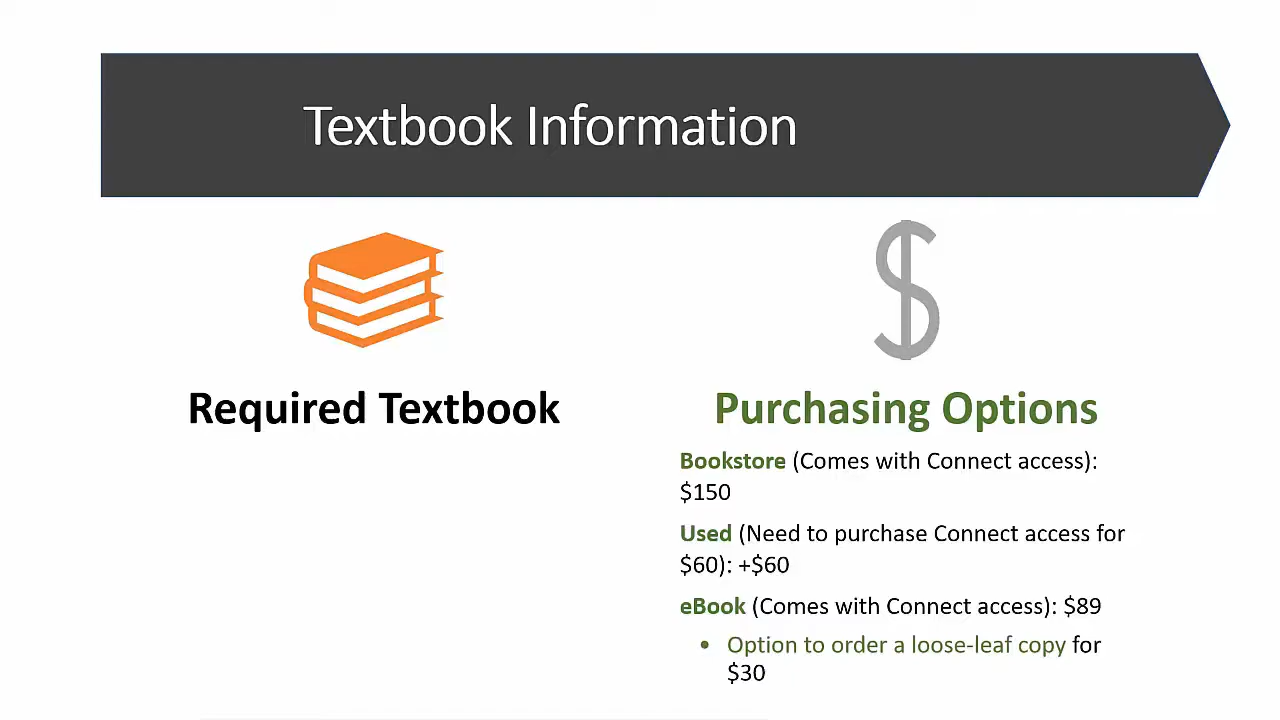 Textbook Information
Required Textbook
Purchasing Options
Bookstore (Comes with Connect access):
$150
Used (Need to purchase Connect access for
$60): +$60
eBook (Comes with Connect access): $89
• Option to order a loose-leaf copy for
$30